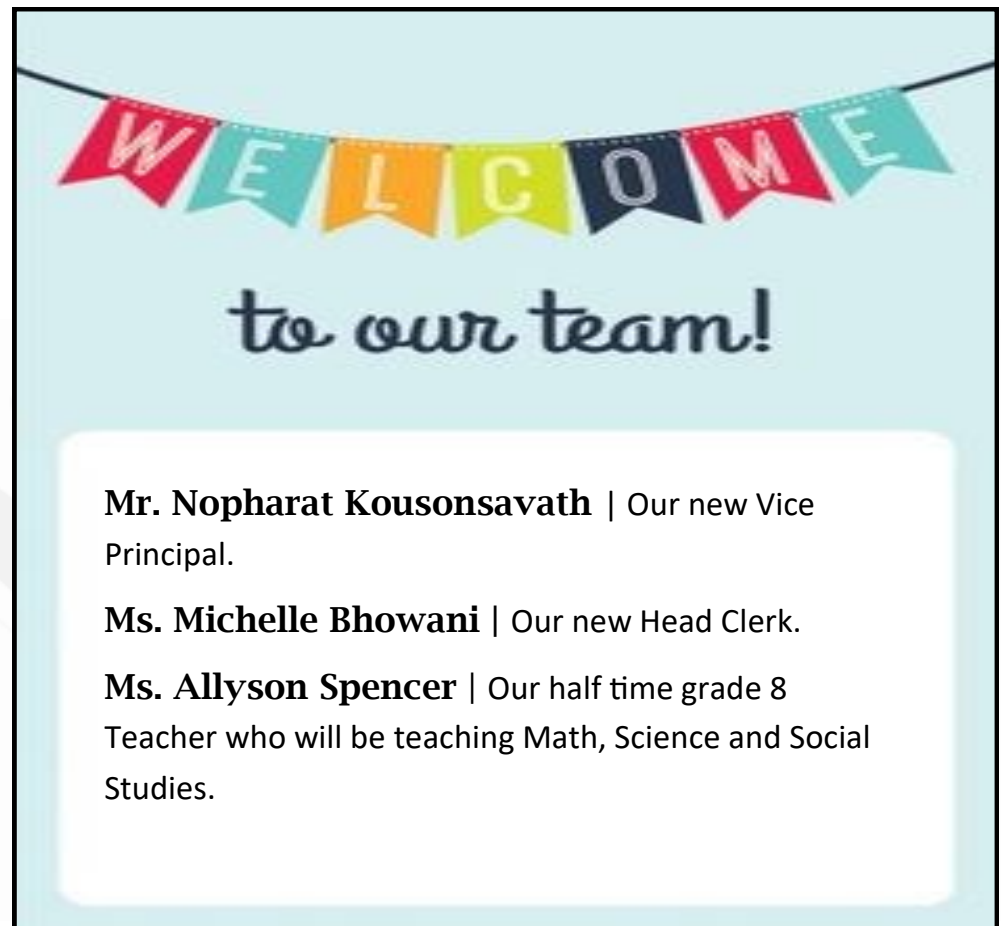 WELCOME
to our team!
Mr. Nopharat Kousonsavath | Our new Vice
Principal.
Ms. Michelle Bhowani | Our new Head Clerk.
Ms. Allyson Spencer | Our half time grade 8
Teacher who will be teaching Math, Science and Social
Studies.